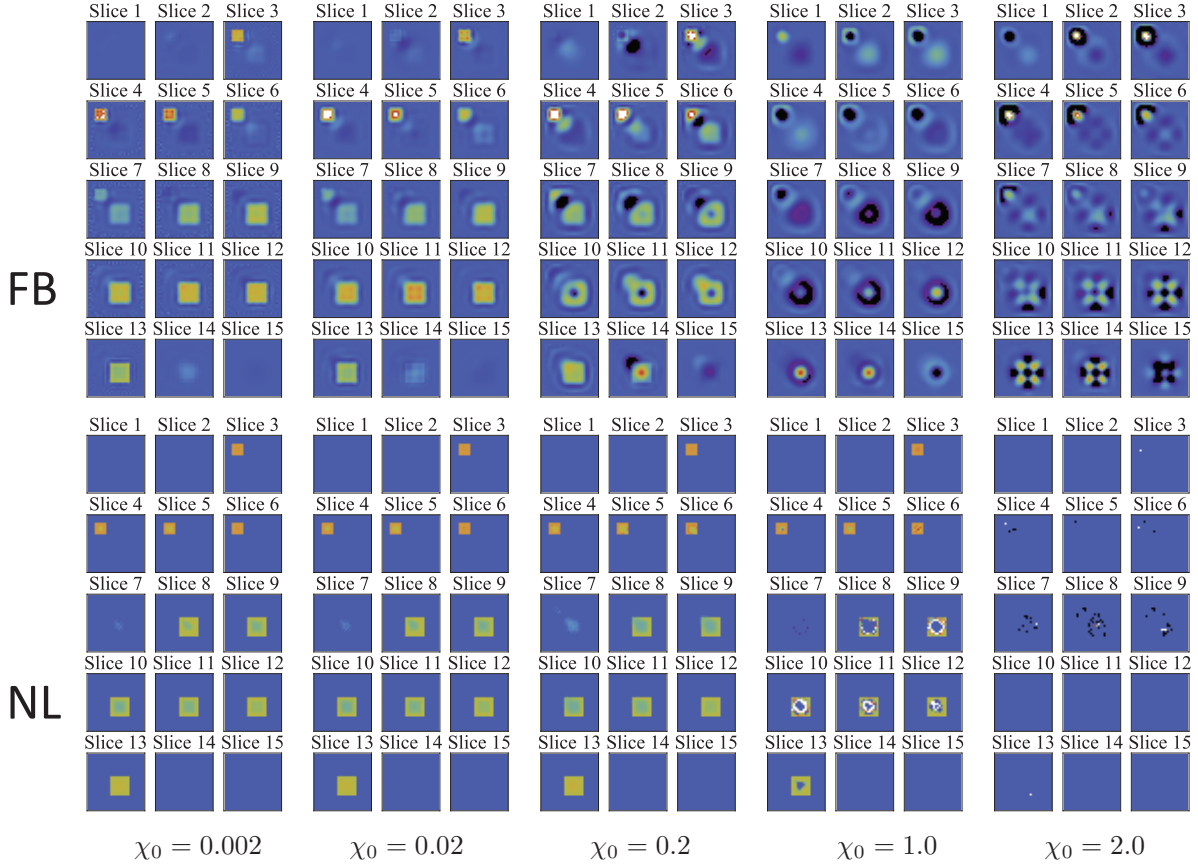 Slice 1 Slice 2 Slice 3 Slice 1 Slice 2 Slice 3 Slice 1 Slice 2 Slice 3 Slice 1 Slice 2 Slice 3 Slice 1 Slice 2 Slice 3
Slice 4 Slice 5 Slice 6 Slice 4 Slice 5 Slice 6 Slice 4 Slice 5 Slice 6 Slice 4 Slice 5 Slice 6 Slice 4 Slice 5 Slice 6
Slice 7 Slice 8 Slice 9 Slice 7 Slice 8 Slice 9 Slice 7 Slice 8 Slice 9 Slice 7 Slice 8 Slice 9 Slice 7 Slice 8 Slice 9
Slice 10 Slice 11 Slice 12 Slice 10 Slice 11 Slice 12 Slice 10 Slice 11 Slice 12 Slice 10 Slice 11 Slice 12 Slice 10 Slice 11 Slice 12
FB
Slice 13 Slice 14 Slice 15 Slice 13 Slice 14 Slice 15 Slice 13 Slice 14 Slice 15 Slice 13 Slice 14 Slice 15 Slice 13 Slice 14 Slice 15
Slice 1 Slice 2 Slice 3 Slice 1 Slice 2 Slice 3 Slice 1 Slice 2 Slice 3 Slice 1 Slice 2 Slice 3 Slice 1 Slice 2 Slice 3
Slice 4 Slice 5 Slice 6 Slice 4 Slice 5 Slice 6 Slice 4 Slice 5 Slice 6 Slice 4 Slice 5 Slice 6 Slice 4 Slice 5 Slice 6
Slice 7 Slice 8 Slice 9 Slice 7 Slice 8 Slice 9 Slice 7 Slice 8 Slice 9 Slice 7 Slice 8 Slice 9 Slice 7 Slice 8 Slice 9
Slice 10 Slice 11 Slice 12 Slice 10 Slice 11 Slice 12 Slice 10 Slice 11 Slice 12 Slice 10 Slice 11 Slice 12 Slice 10 Slice 11 Slice 12
NL
Slice 13 Slice 14 Slice 15 Slice 13 Slice 14 Slice 15 Slice 13 Slice 14 Slice 15 Slice 13 Slice 14 Slice 15 Slice 13 Slice 14 Slice 15
χ₀ = 0.002 χ₀ = 0.02 χ₀ = 0.2 χ₀ = 1.0 χ₀ = 2.0